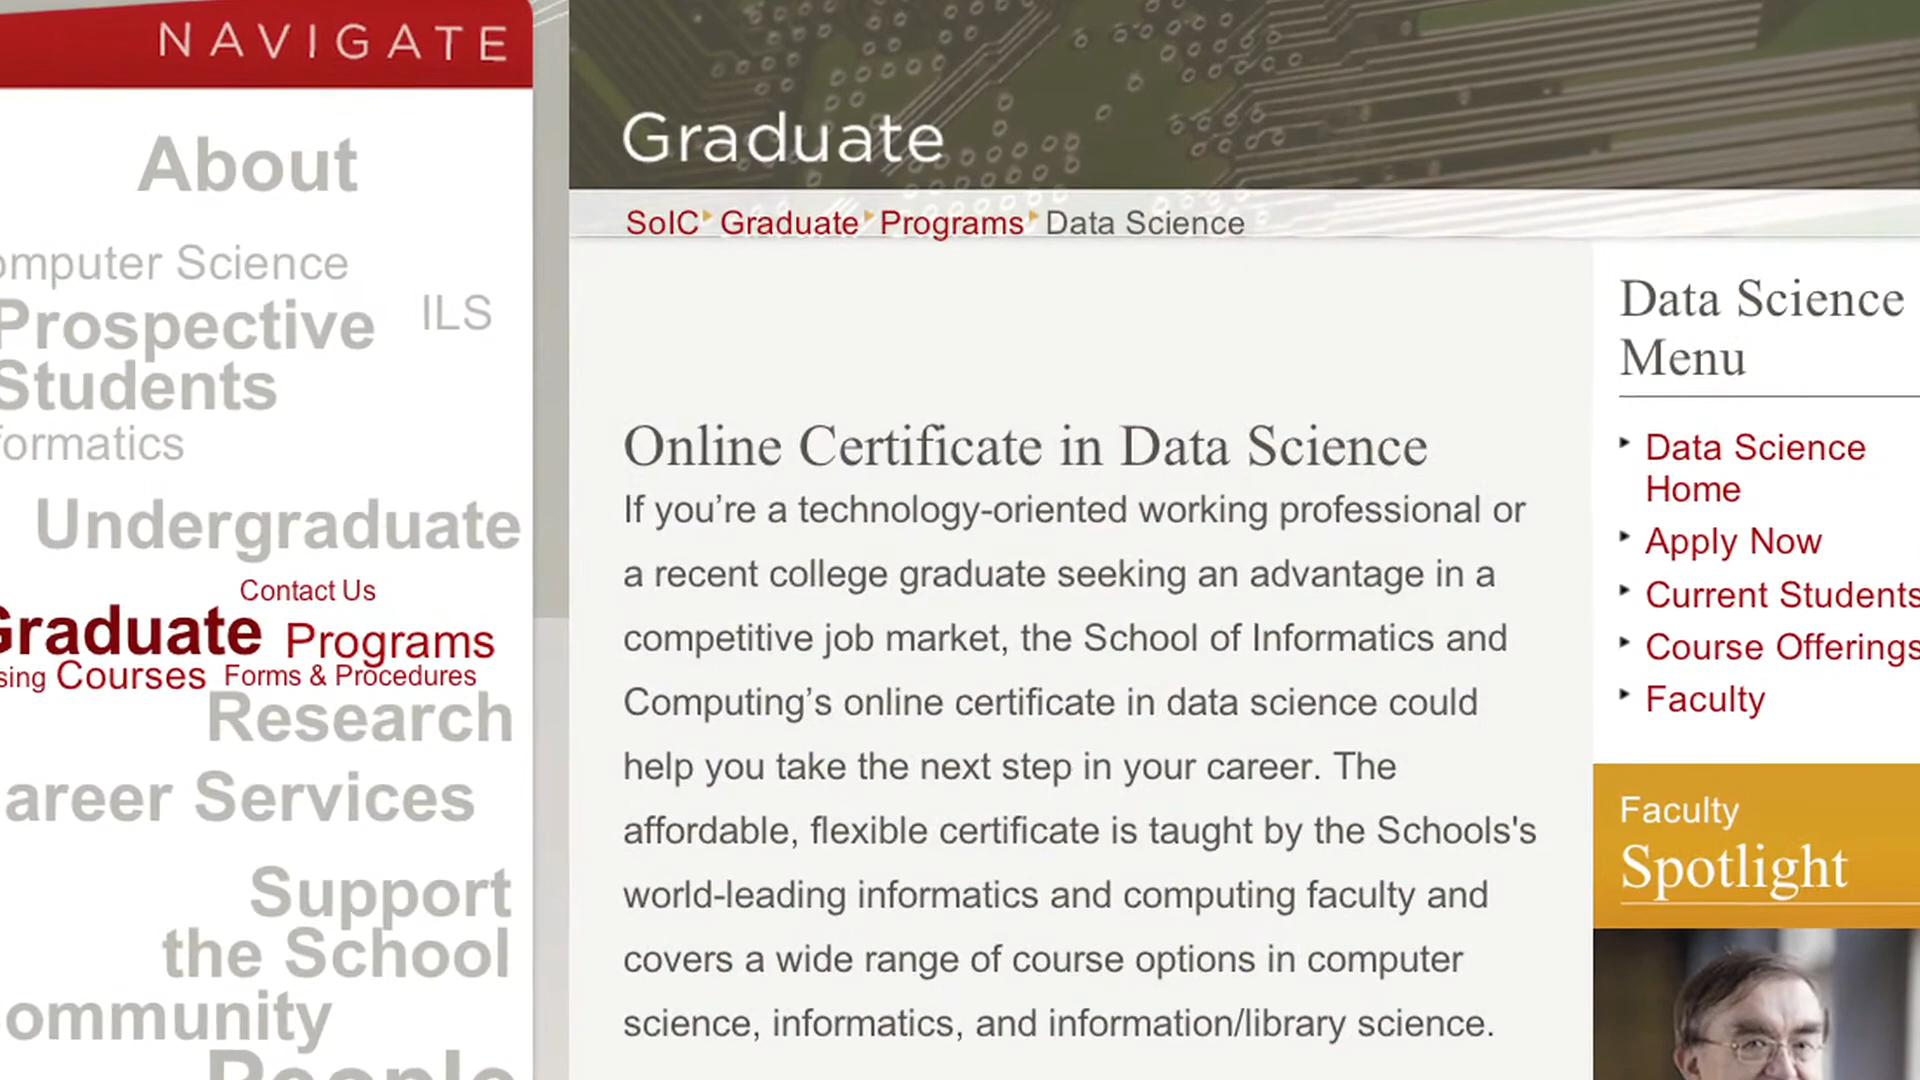 NAVIGATE
About
omputer Science
Prospective
ILS
Students
formatics
Undergraduate
Contact Us
Graduate Programs
sing Courses Forms & Procedures
Research
areer Services
Support
the School
ommunity
People
Graduate
SoIC Graduate Programs Data Science
Online Certificate in Data Science
If you’re a technology-oriented working professional or
a recent college graduate seeking an advantage in a
competitive job market, the School of Informatics and
Computing’s online certificate in data science could
help you take the next step in your career. The
affordable, flexible certificate is taught by the Schools's
world-leading informatics and computing faculty and
covers a wide range of course options in computer
science, informatics, and information/library science.
Data Science
Menu
Data Science
Home
Apply Now
Current Students
Course Offerings
Faculty
Faculty
Spotlight